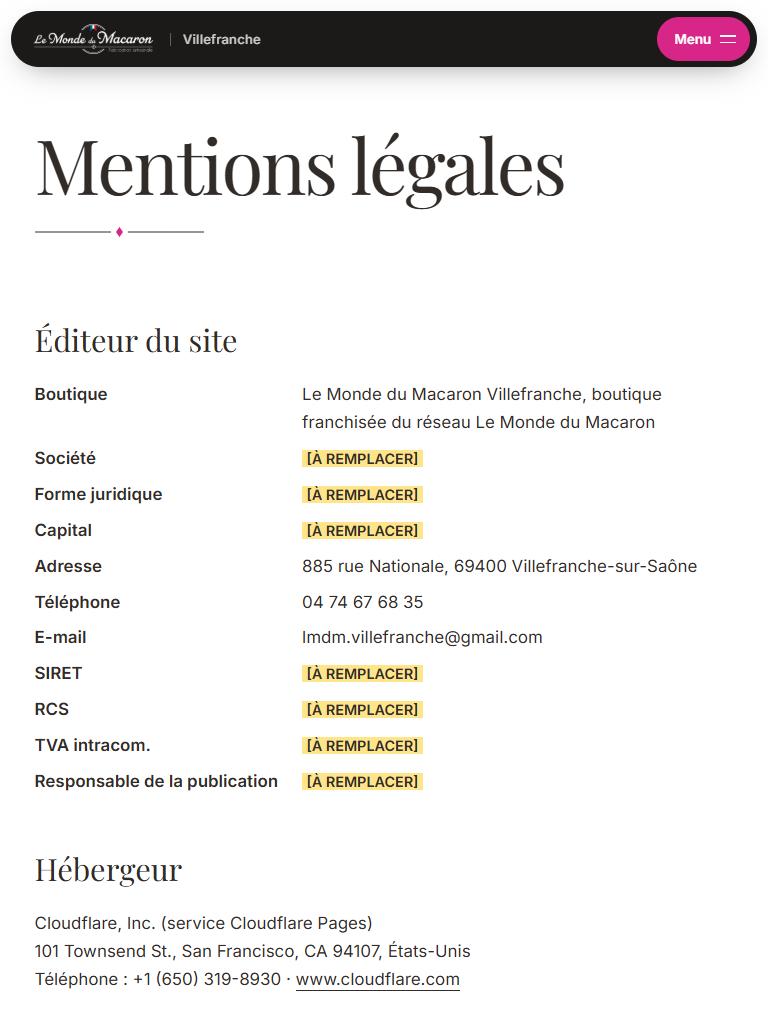 Le Monde du Macaron
Fabrication artisanale
Villefranche
Menu
Mentions légales
Éditeur du site
Boutique Le Monde du Macaron Villefranche, boutique
franchisée du réseau Le Monde du Macaron
Société [À REMPLACER]
Forme juridique [À REMPLACER]
Capital [À REMPLACER]
Adresse 885 rue Nationale, 69400 Villefranche-sur-Saône
Téléphone 04 74 67 68 35
E-mail lmdm.villefranche@gmail.com
SIRET [À REMPLACER]
RCS [À REMPLACER]
TVA intracom. [À REMPLACER]
Responsable de la publication [À REMPLACER]
Hébergeur
Cloudflare, Inc. (service Cloudflare Pages)
101 Townsend St., San Francisco, CA 94107, États-Unis
Téléphone : +1 (650) 319-8930 · www.cloudflare.com